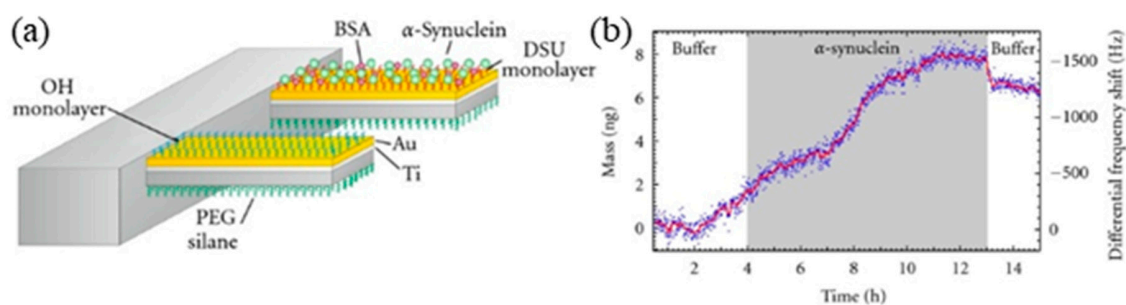 (a)
BSA
α-Synuclein
DSU
monolayer
OH
monolayer
Au
Ti
PEG
silane
(b)
Buffer
α-synuclein
Buffer
8
6
4
2
0
Mass (ng)
−1500
−1000
−500
0
Differential frequency shift (Hz)
2 4 6 8 10 12 14
Time (h)